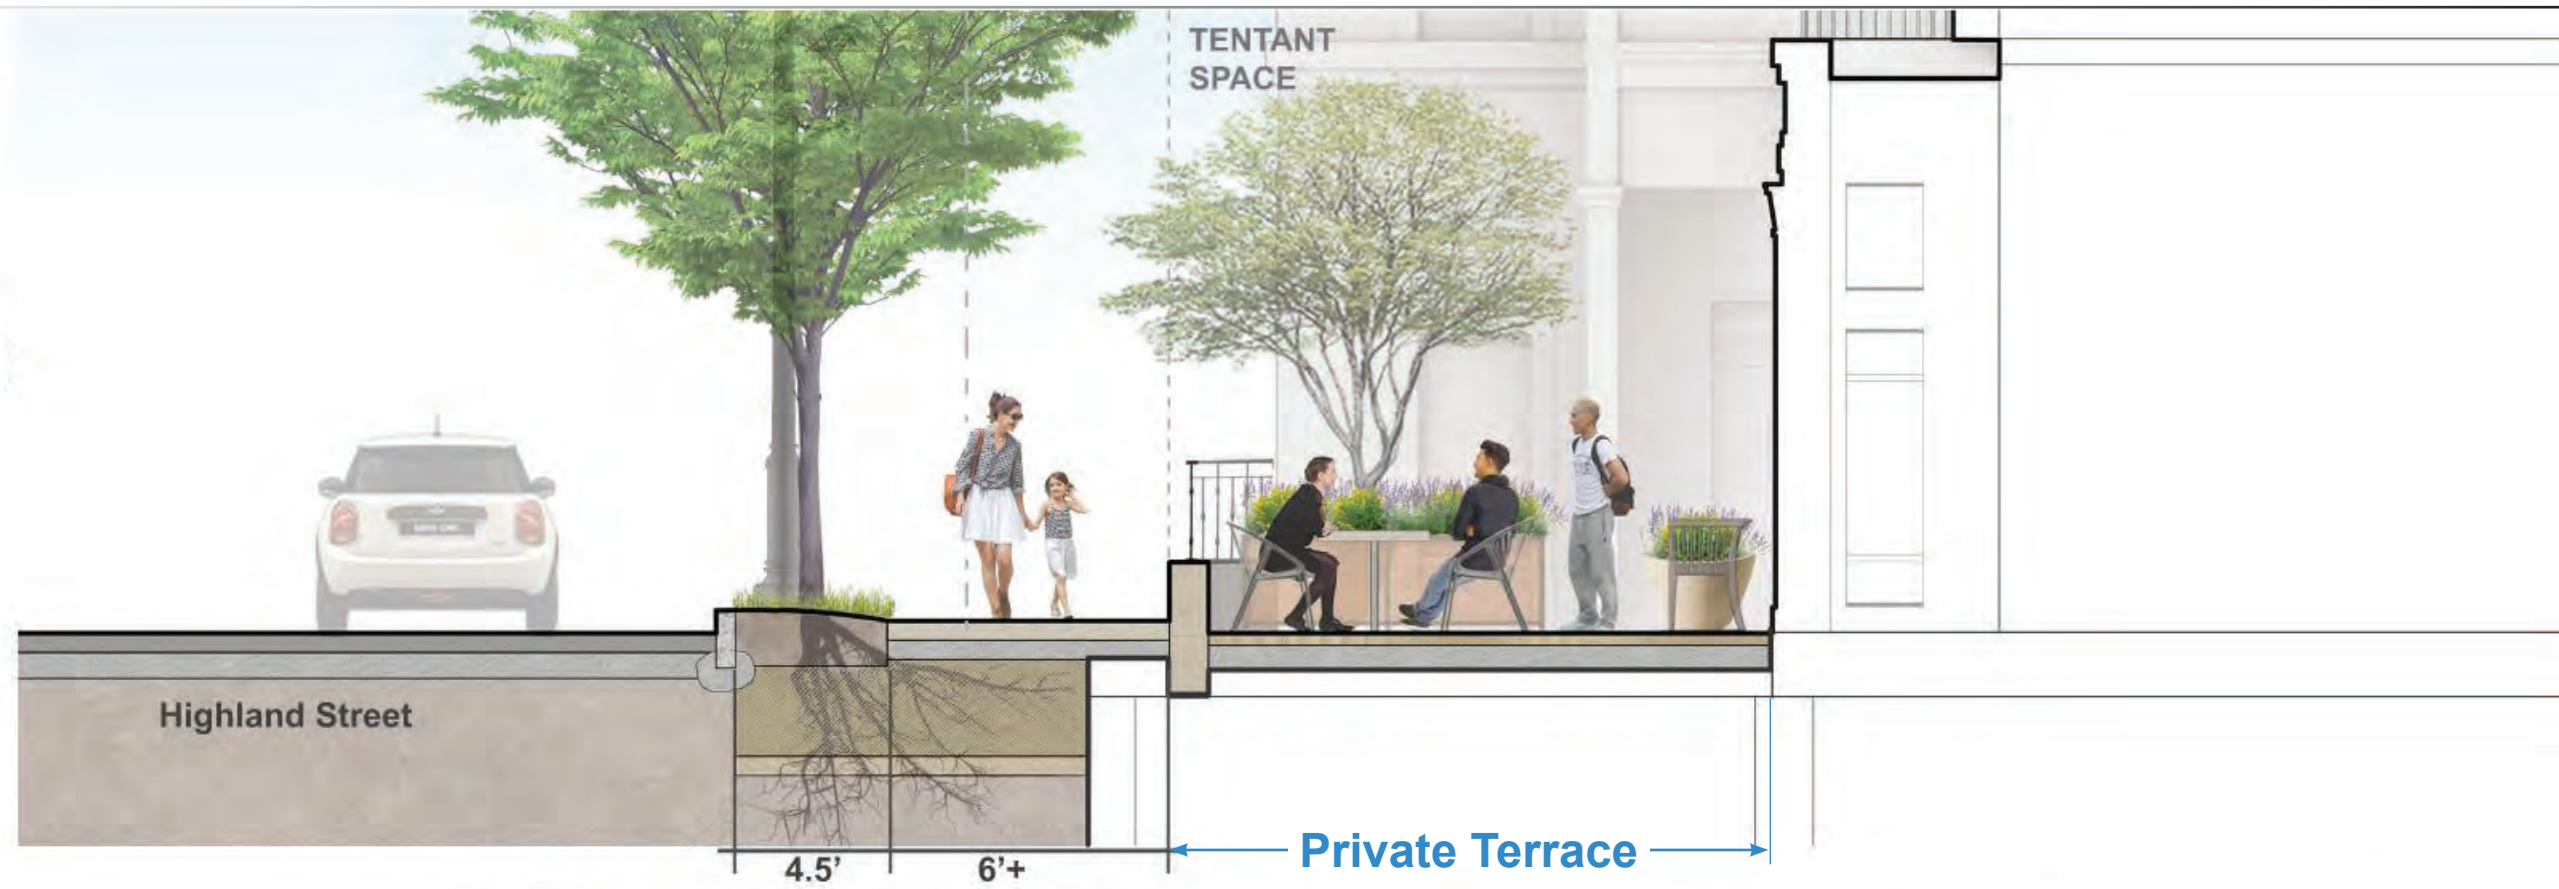 TENTANT
SPACE
Highland Street
4.5’
6’+
Private Terrace